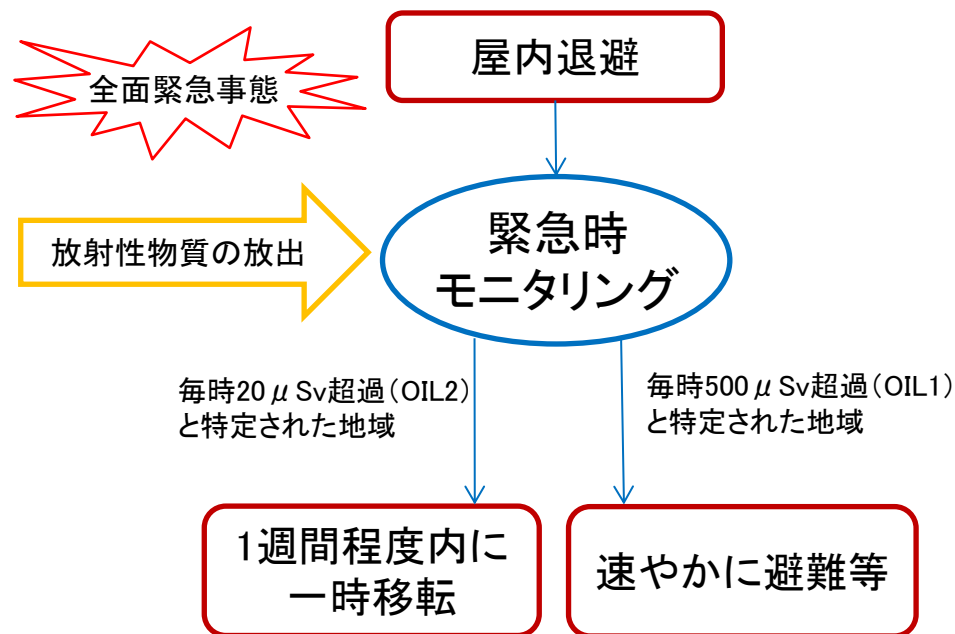 全面緊急事態
屋内退避
放射性物質の放出
緊急時
モニタリング
毎時20μSv超過(OIL2)
と特定された地域
毎時500μSv超過(OIL1)
と特定された地域
1週間程度内に
一時移転
速やかに避難等